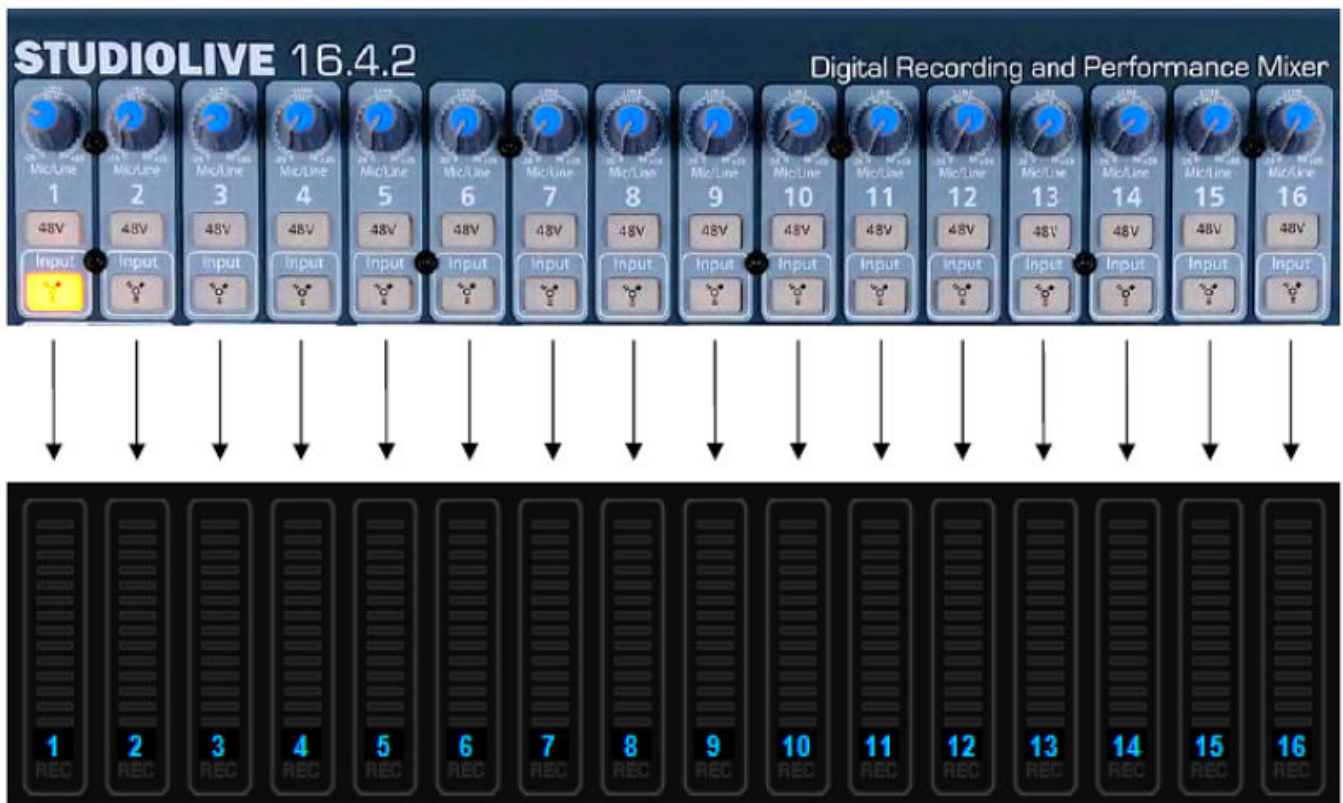 STUDIOLIVE 16.4.2
Digital Recording and Performance Mixer
Mic/Line Mic/Line Mic/Line Mic/Line Mic/Line Mic/Line Mic/Line Mic/Line Mic/Line Mic/Line Mic/Line Mic/Line Mic/Line Mic/Line Mic/Line Mic/Line
1 2 3 4 5 6 7 8 9 10 11 12 13 14 15 16
48V 48V 48V 48V 48V 48V 48V 48V 48V 48V 48V 48V 48V 48V 48V 48V
Input Input Input Input Input Input Input Input Input Input Input Input Input Input Input Input
1 2 3 4 5 6 7 8 9 10 11 12 13 14 15 16
REC REC REC REC REC REC REC REC REC REC REC REC REC REC REC REC